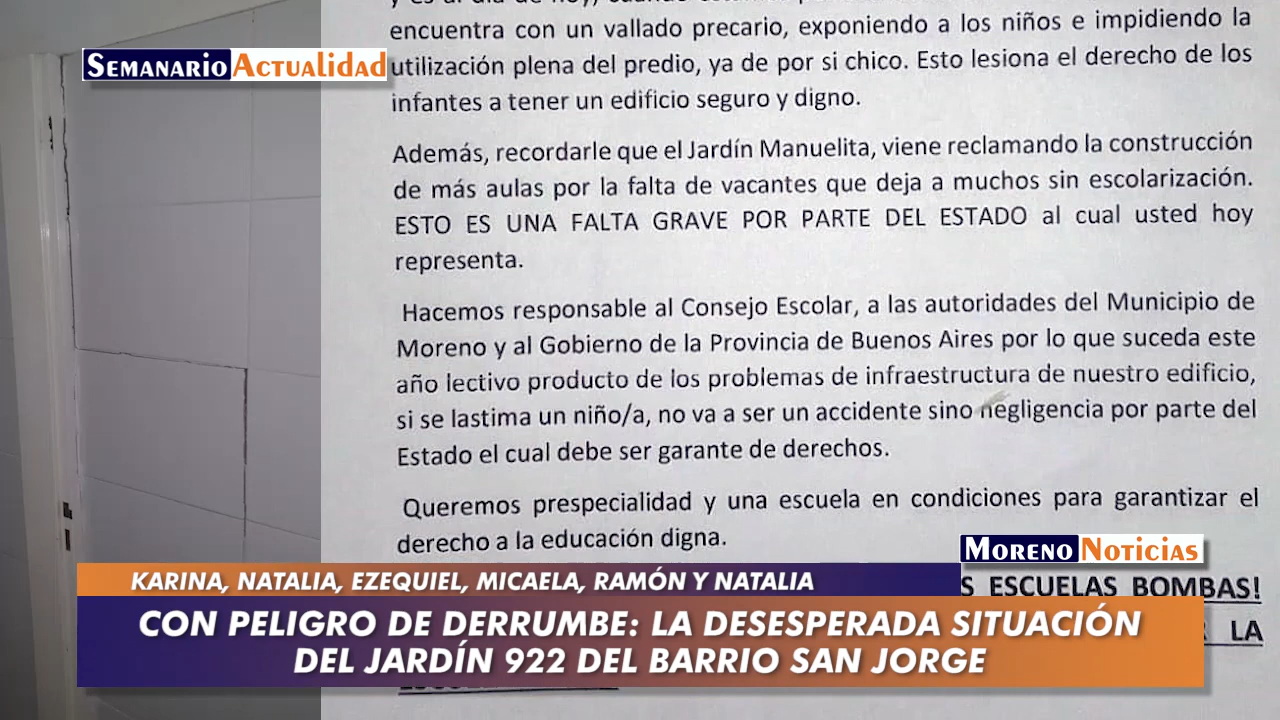 SEMANARIO ACTUALIDAD
encuentra con un vallado precario, exponiendo a los niños e impidiendo la
utilización plena del predio, ya de por si chico. Esto lesiona el derecho de los
infantes a tener un edificio seguro y digno.
Además, recordarle que el Jardín Manuelita, viene reclamando la construcción
de más aulas por la falta de vacantes que deja a muchos sin escolarización.
ESTO ES UNA FALTA GRAVE POR PARTE DEL ESTADO al cual usted hoy
representa.
Hacemos responsable al Consejo Escolar, a las autoridades del Municipio de
Moreno y al Gobierno de la Provincia de Buenos Aires por lo que suceda este
año lectivo producto de los problemas de infraestructura de nuestro edificio,
si se lastima un niño/a, no va a ser un accidente sino negligencia por parte del
Estado el cual debe ser garante de derechos.
Queremos prespecialidad y una escuela en condiciones para garantizar el
derecho a la educación digna.
MORENO NOTICIAS
ESCUELAS BOMBAS!
LA
KARINA, NATALIA, EZEQUIEL, MICAELA, RAMÓN Y NATALIA
CON PELIGRO DE DERRUMBE: LA DESESPERADA SITUACIÓN
DEL JARDÍN 922 DEL BARRIO SAN JORGE